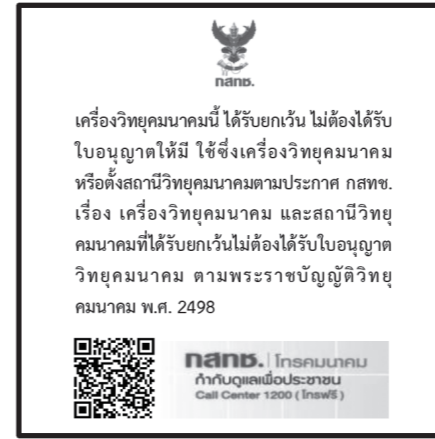 กสทช.
เครื่องวิทยุคมนาคมนี้ ได้รับยกเว้น ไม่ต้องได้รับ
ใบอนุญาตให้มี ใช้ซึ่งเครื่องวิทยุคมนาคม
หรือตั้งสถานีวิทยุคมนาคมตามประกาศ กสทช.
เรื่อง เครื่องวิทยุคมนาคม และสถานีวิทยุ
คมนาคมที่ได้รับยกเว้นไม่ต้องได้รับใบอนุญาต
วิทยุคมนาคม ตามพระราชบัญญัติวิทยุ
คมนาคม พ.ศ. 2498
กสทช. | โทรคมนาคม
กำกับดูแลเพื่อประชาชน
Call Center 1200 (โทรฟรี)